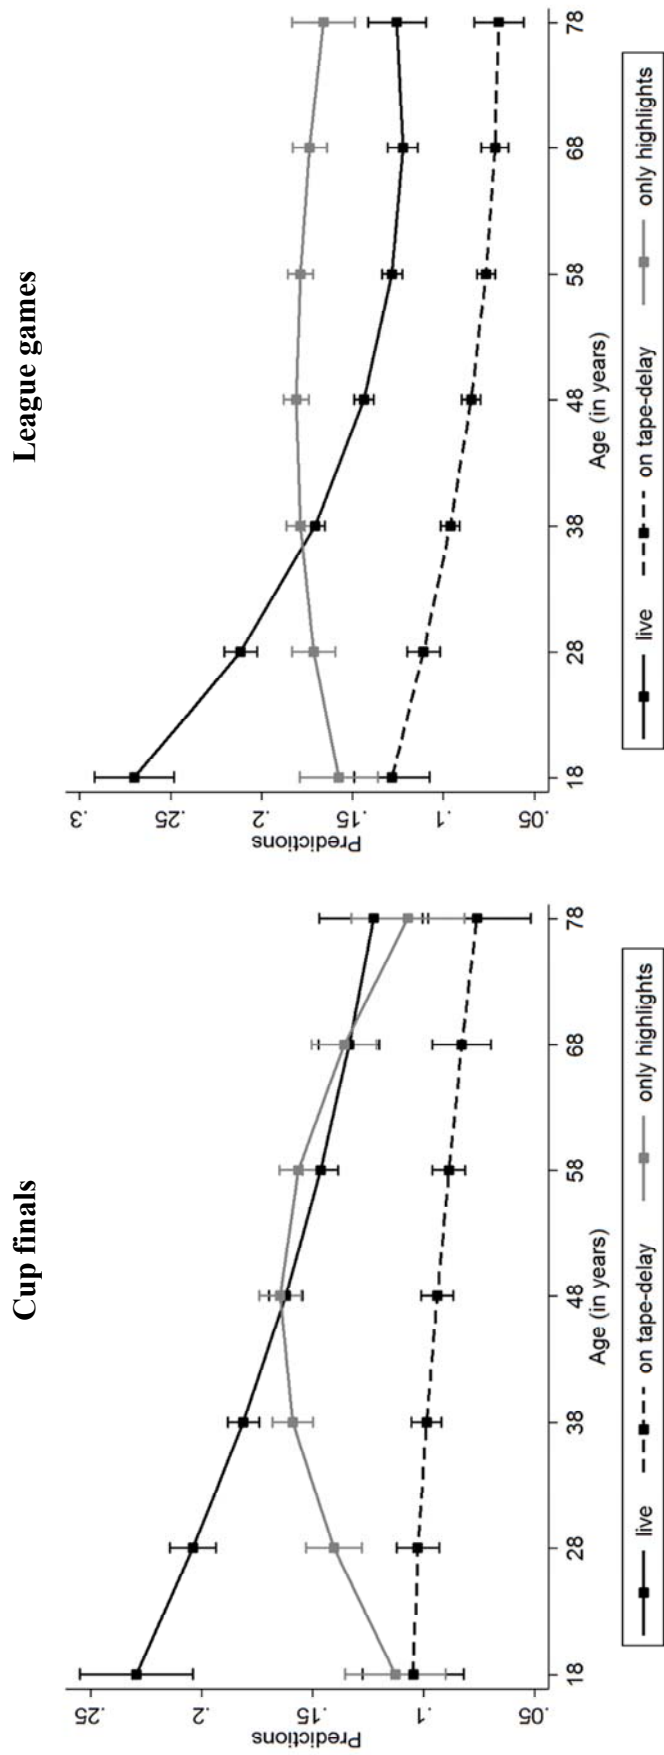 Cup finals
Predictions
.25
.2
.15
.1
.05
18 28 38 48 58 68 78
Age (in years)
live on tape-delay only highlights
League games
Predictions
.3
.25
.2
.15
.1
.05
18 28 38 48 58 68 78
Age (in years)
live on tape-delay only highlights